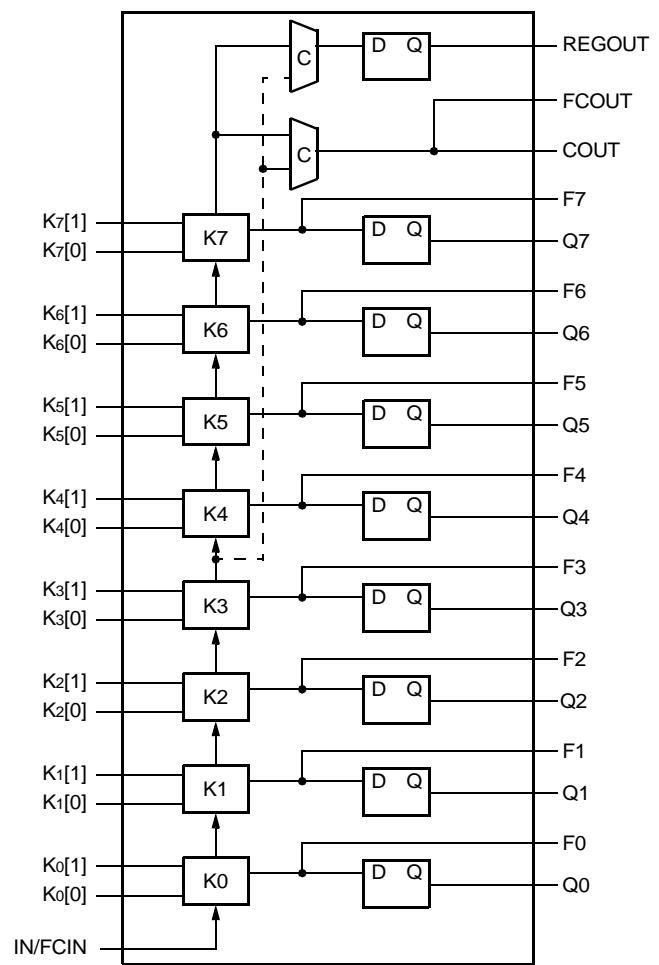 C
D Q
REGOUT
FCOUT
C
COUT
F7
K7[1]
K7[0]
K7
D Q
Q7
F6
K6[1]
K6[0]
K6
D Q
Q6
F5
K5[1]
K5[0]
K5
D Q
Q5
F4
K4[1]
K4[0]
K4
D Q
Q4
F3
K3[1]
K3[0]
K3
D Q
Q3
F2
K2[1]
K2[0]
K2
D Q
Q2
F1
K1[1]
K1[0]
K1
D Q
Q1
F0
K0[1]
K0[0]
K0
D Q
Q0
IN/FCIN